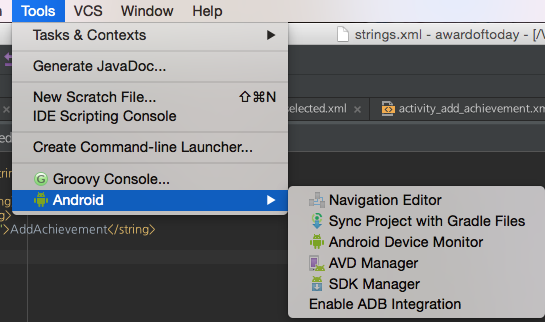 Tools VCS Window Help
Tasks & Contexts
strings.xml - awardoftoday - [/
Generate JavaDoc...
New Scratch File... ⇧⌘N
IDE Scripting Console
selected.xml × activity_add_achievement.xm
Create Command-line Launcher...
Groovy Console...
Android
">AddAchievement</string>
Navigation Editor
Sync Project with Gradle Files
Android Device Monitor
AVD Manager
SDK Manager
Enable ADB Integration